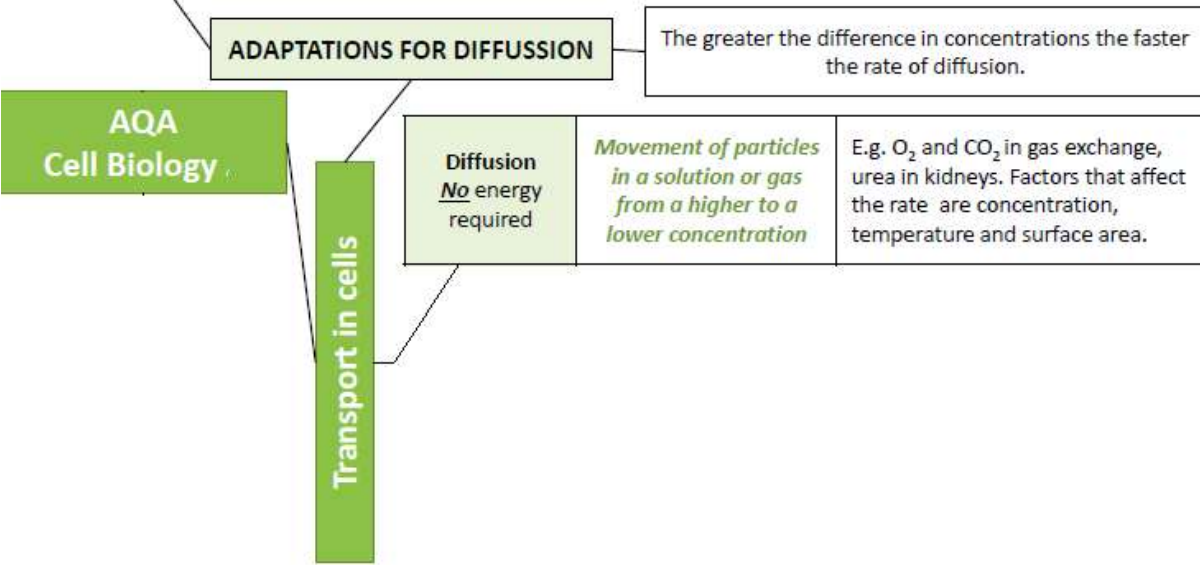 ADAPTATIONS FOR DIFFUSSION
The greater the difference in concentrations the faster
the rate of diffusion.
AQA
Cell Biology
Transport in cells
Diffusion
No energy
required
Movement of particles
in a solution or gas
from a higher to a
lower concentration
E.g. O₂ and CO₂ in gas exchange,
urea in kidneys. Factors that affect
the rate are concentration,
temperature and surface area.